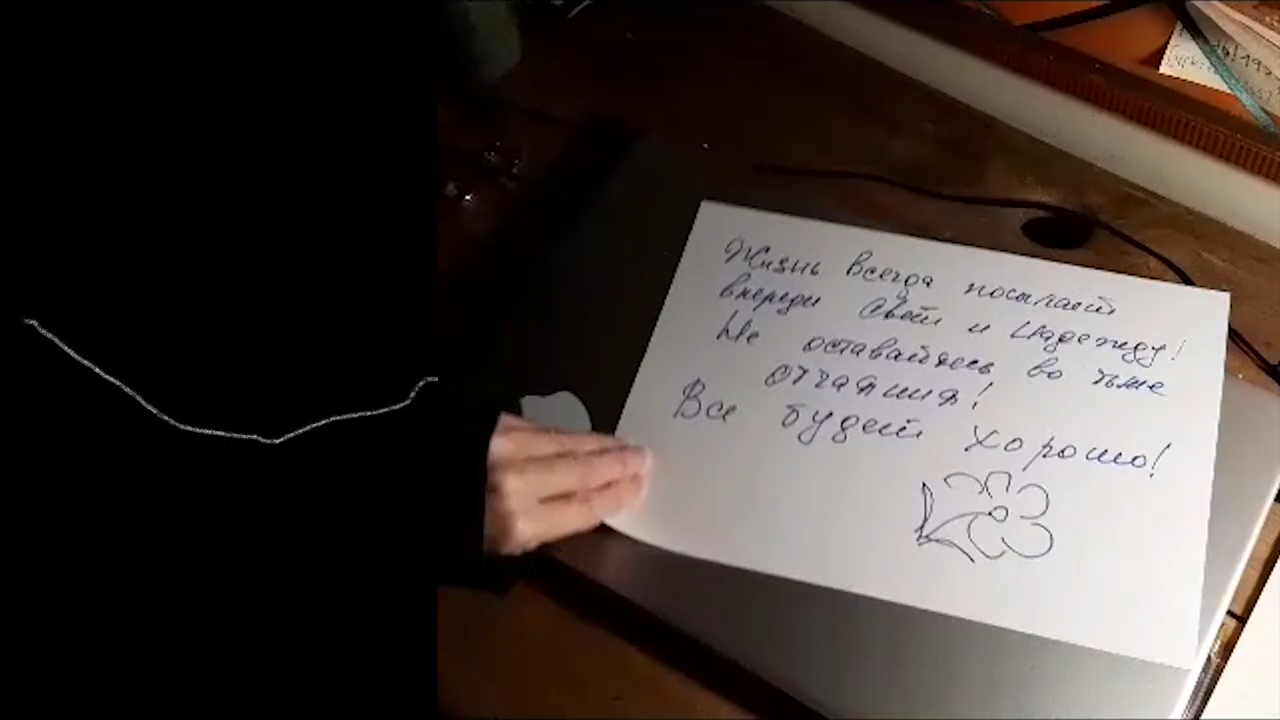 Жизнь всегда посылает
впереди Свет и Надежду!
Не оставайтесь во тьме
отчаяния!
Все будет хорошо!